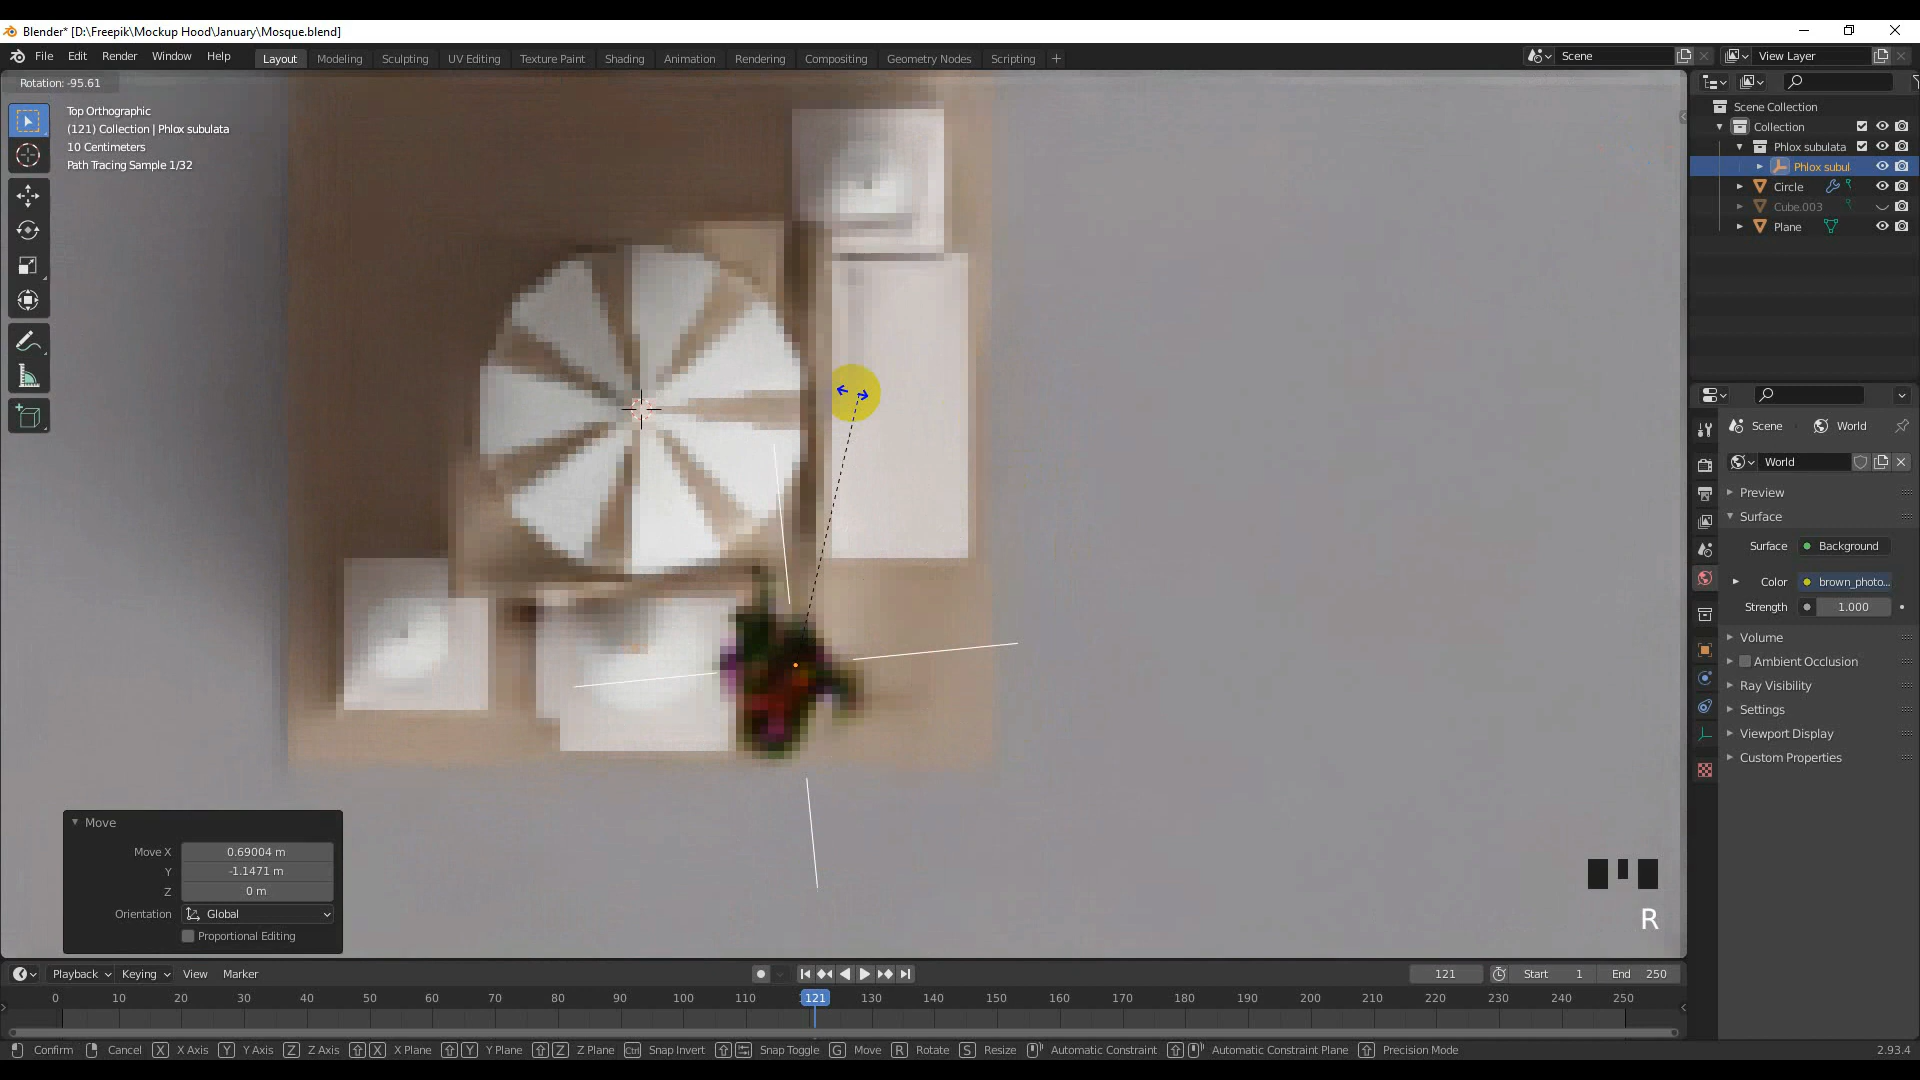 Blender* [D:\Freepik\Mockup Hood\January\Mosque.blend]
File Edit Render Window Help Layout Modeling Sculpting UV Editing Texture Paint Shading Animation Rendering Compositing Geometry Nodes Scripting + Scene View Layer
Rotation: -95.61
Top Orthographic
(121) Collection | Phlox subulata
10 Centimeters
Path Tracing Sample 1/32
Scene Collection
Collection
Phlox subulata
Phlox subul
Circle
Cube.003
Plane
Scene World
World
Preview
Surface
Surface Background
Color brown_photo...
Strength 1.000
Volume
Ambient Occlusion
Ray Visibility
Settings
Viewport Display
Custom Properties
Move
Move X 0.69004 m
Y -1.1471 m
Z 0 m
Orientation Global
Proportional Editing
R
Playback Keying View Marker 121 Start 1 End 250
0 10 20 30 40 50 60 70 80 90 100 110 121 130 140 150 160 170 180 190 200 210 220 230 240 250
Confirm Cancel X X Axis Y Y Axis Z Z Axis X X Plane Y Y Plane Z Z Plane Ctrl Snap Invert Snap Toggle G Move R Rotate S Resize Automatic Constraint Automatic Constraint Plane Precision Mode 2.93.4